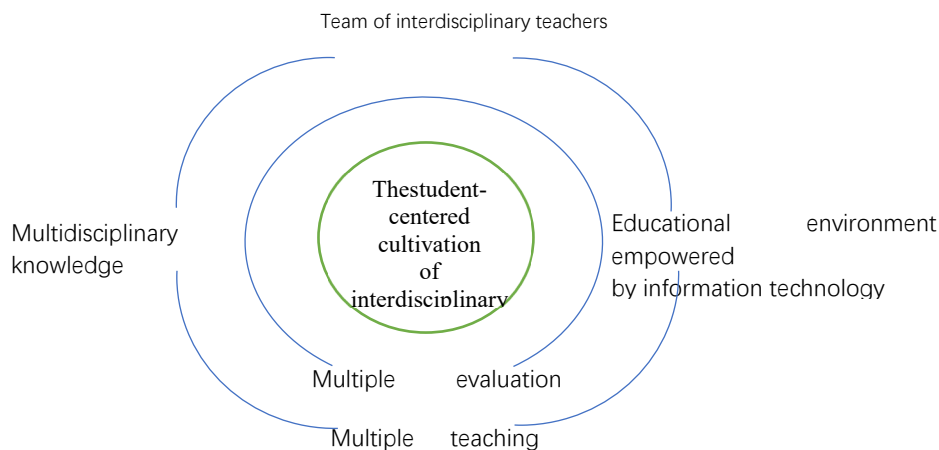 Team of interdisciplinary teachers
Thestudent-
centered
cultivation
of
interdisciplinary
Multidisciplinary
knowledge
Educational environment
empowered
by information technology
Multiple evaluation
Multiple teaching